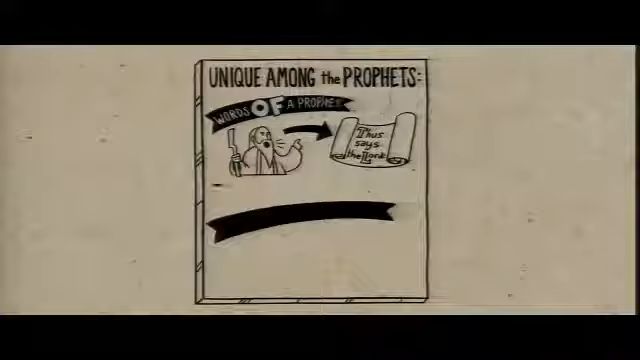 UNIQUE AMONG the PROPHETS:
WORDS OF A PROPHET
Thus
says
the Lord: